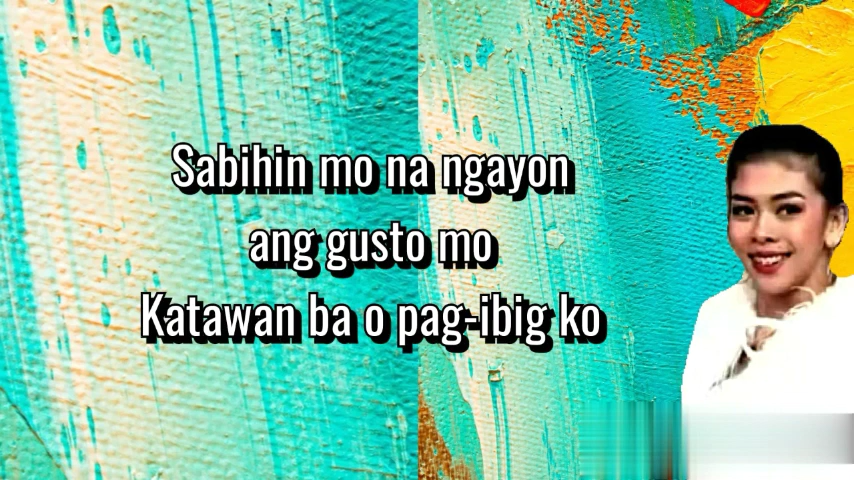 Sabihin mo na ngayon
ang gusto mo
Katawan ba o pag-ibig ko